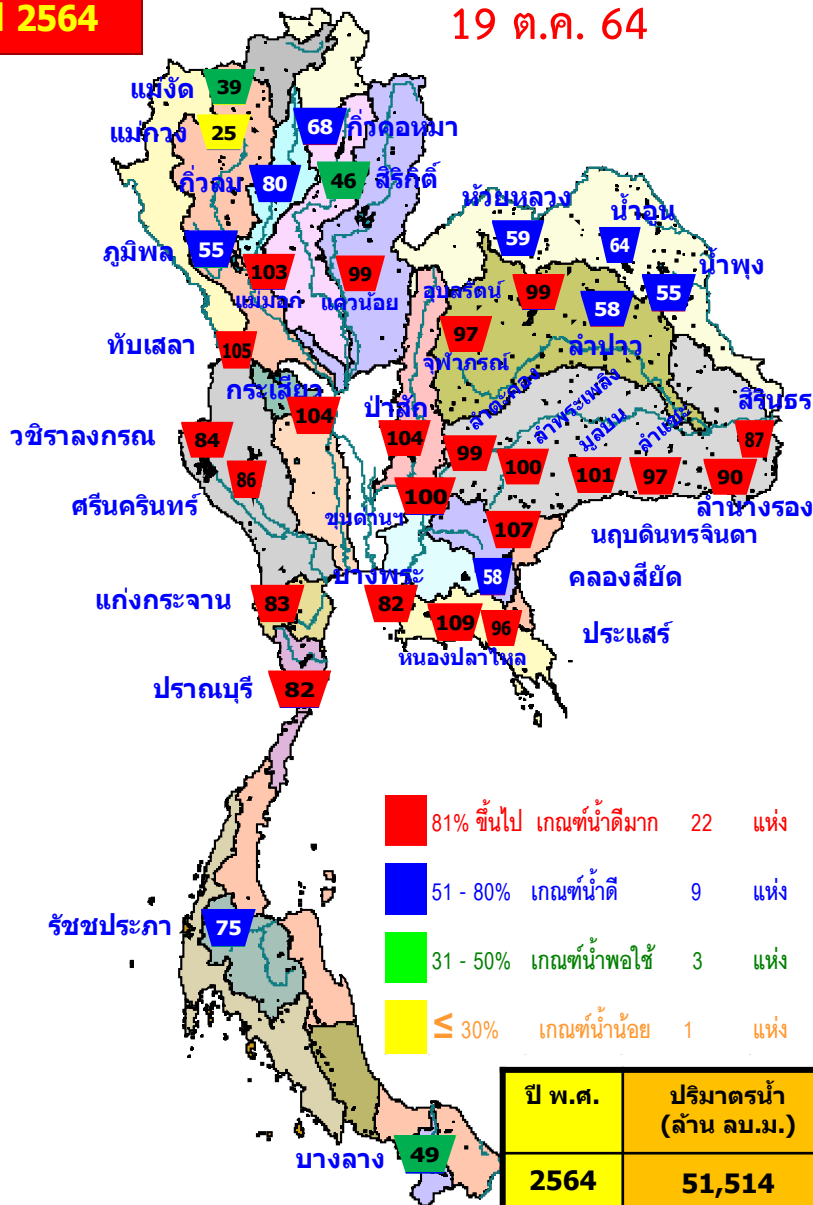 2564
19 ต.ค. 64
แม่งัด 39
แม่กวง 25
68 กิ่วคอหมา
กิ่วลม 80
46 สิริกิติ์
ห้วยหลวง
59
น้ำอูน
64
ภูมิพล 55
น้ำพุง
55
103
แม่มอก
99
แควน้อย
อุบลรัตน์ 99
58
ลำปาว
97
จุฬาภรณ์
ทับเสลา 105
กระเสียว
104
ป่าสัก
104
ลำตะคอง
99
ลำพระเพลิง
100
มูลบน
101
ลำแชะ
97
สิรินธร
87
90
ลำนางรอง
วชิราลงกรณ 84
ศรีนครินทร์ 86
100
ขุนด่านฯ
107
นฤบดินทรจินดา
บางพระ
82
58
คลองสียัด
แก่งกระจาน 83
109
หนองปลาไหล
96
ประแสร์
ปราณบุรี 82
81% ขึ้นไป เกณฑ์น้ำดีมาก 22 แห่ง
51 - 80% เกณฑ์น้ำดี 9 แห่ง
31 - 50% เกณฑ์น้ำพอใช้ 3 แห่ง
≤ 30% เกณฑ์น้ำน้อย 1 แห่ง
รัชชประภา 75
บางลาง 49
ปี พ.ศ. ปริมาตรน้ำ
(ล้าน ลบ.ม.)
2564 51,514